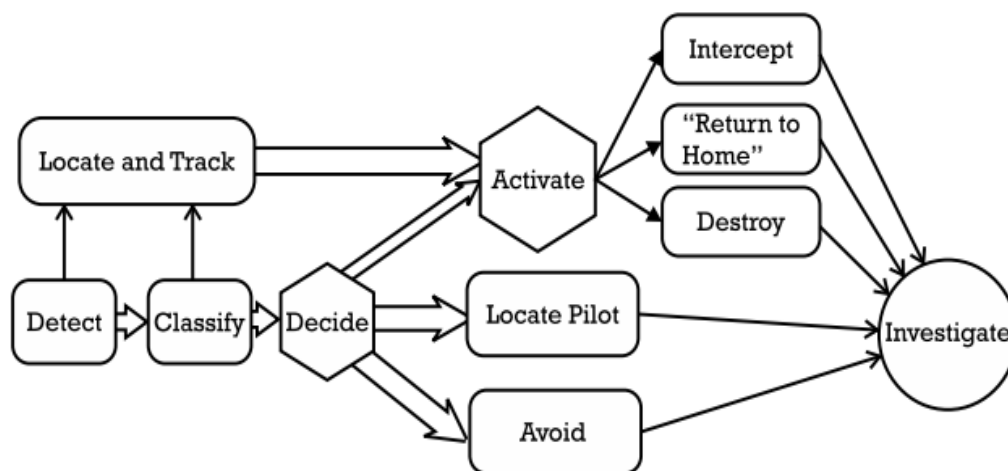 Intercept
“Return to
Home”
Locate and Track
Activate
Destroy
Detect
Classify
Decide
Locate Pilot
Investigate
Avoid